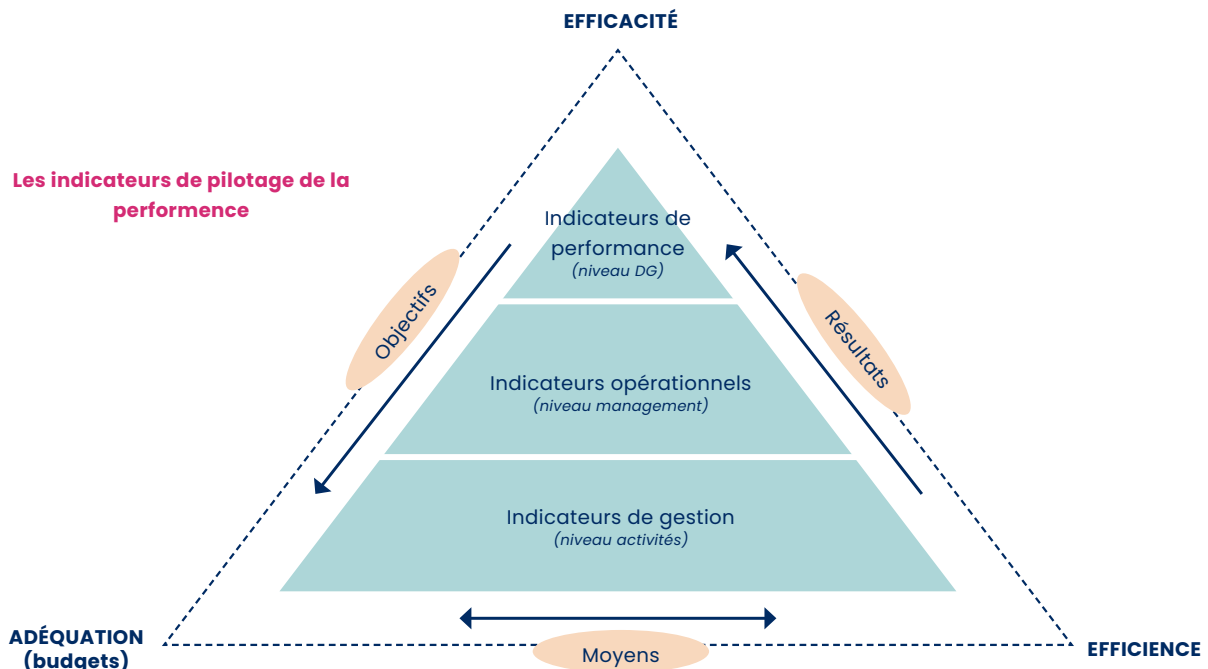 EFFICACITÉ
Les indicateurs de pilotage de la
performence
Indicateurs de
performance
(niveau DG)
Objectifs
Résultats
Indicateurs opérationnels
(niveau management)
Indicateurs de gestion
(niveau activités)
ADÉQUATION
(budgets)
Moyens
EFFICIENCE